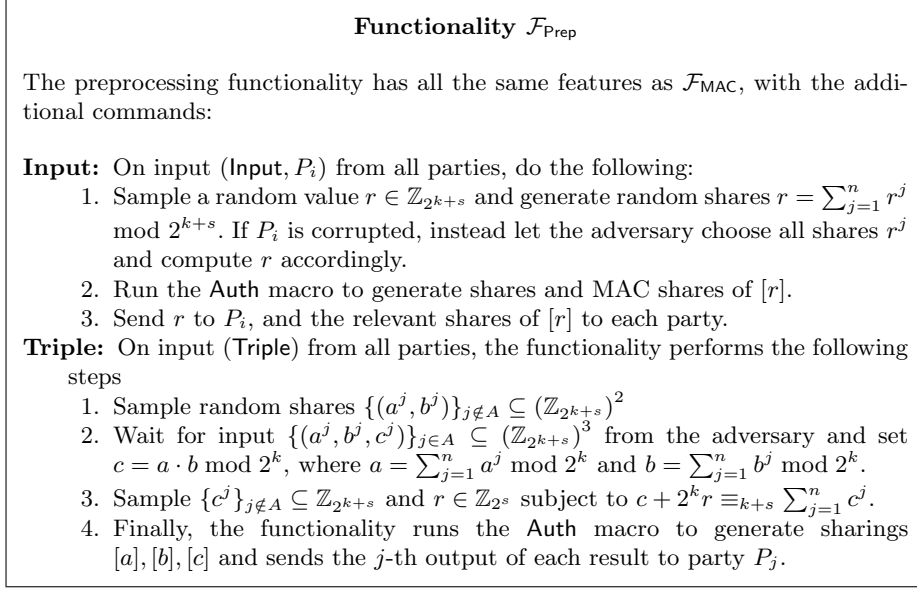 Functionality 𝓕_Prep
The preprocessing functionality has all the same features as 𝓕_MAC, with the addi-
tional commands:
Input: On input (Input, P_i) from all parties, do the following:
1. Sample a random value r ∈ ℤ_{2^{k+s}} and generate random shares r = ∑_{j=1}^{n} r^j
mod 2^{k+s}. If P_i is corrupted, instead let the adversary choose all shares r^j
and compute r accordingly.
2. Run the Auth macro to generate shares and MAC shares of [r].
3. Send r to P_i, and the relevant shares of [r] to each party.
Triple: On input (Triple) from all parties, the functionality performs the following
steps
1. Sample random shares {(a^j, b^j)}_{j∉A} ⊆ (ℤ_{2^{k+s}})^2
2. Wait for input {(a^j, b^j, c^j)}_{j∈A} ⊆ (ℤ_{2^{k+s}})^3 from the adversary and set
c = a · b mod 2^k, where a = ∑_{j=1}^{n} a^j mod 2^k and b = ∑_{j=1}^{n} b^j mod 2^k.
3. Sample {c^j}_{j∉A} ⊆ ℤ_{2^{k+s}} and r ∈ ℤ_{2^s} subject to c + 2^k r ≡_{k+s} ∑_{j=1}^{n} c^j.
4. Finally, the functionality runs the Auth macro to generate sharings
[a], [b], [c] and sends the j-th output of each result to party P_j.